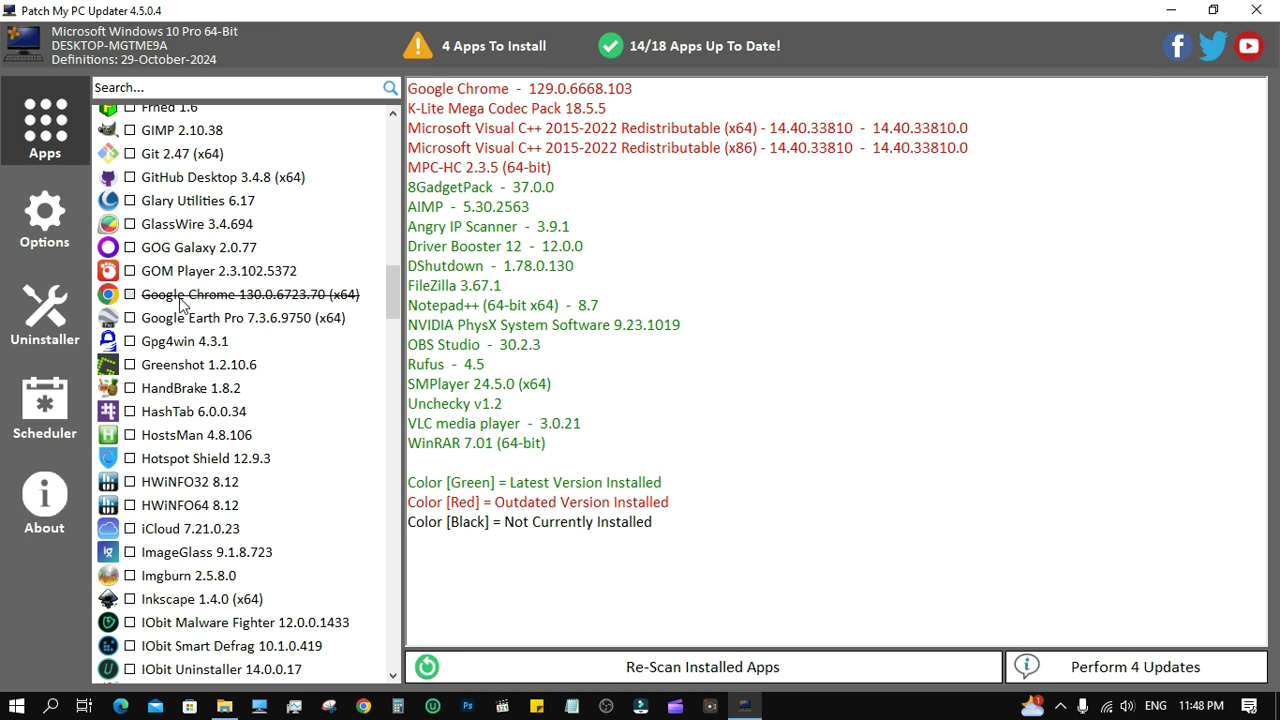 Patch My PC Updater 4.5.0.4
Microsoft Windows 10 Pro 64-Bit
DESKTOP-MGTME9A
Definitions: 29-October-2024
4 Apps To Install
14/18 Apps Up To Date!
Apps
Options
Uninstaller
Scheduler
About
Search...
GIMP 2.10.38
Git 2.47 (x64)
GitHub Desktop 3.4.8 (x64)
Glary Utilities 6.17
GlassWire 3.4.694
GOG Galaxy 2.0.77
GOM Player 2.3.102.5372
Google Chrome 130.0.6723.70 (x64)
Google Earth Pro 7.3.6.9750 (x64)
Gpg4win 4.3.1
Greenshot 1.2.10.6
HandBrake 1.8.2
HashTab 6.0.0.34
HostsMan 4.8.106
Hotspot Shield 12.9.3
HWiNFO32 8.12
HWiNFO64 8.12
iCloud 7.21.0.23
ImageGlass 9.1.8.723
Imgburn 2.5.8.0
Inkscape 1.4.0 (x64)
IObit Malware Fighter 12.0.0.1433
IObit Smart Defrag 10.1.0.419
IObit Uninstaller 14.0.0.17
Google Chrome - 129.0.6668.103
K-Lite Mega Codec Pack 18.5.5
Microsoft Visual C++ 2015-2022 Redistributable (x64) - 14.40.33810 - 14.40.33810.0
Microsoft Visual C++ 2015-2022 Redistributable (x86) - 14.40.33810 - 14.40.33810.0
MPC-HC 2.3.5 (64-bit)
8GadgetPack - 37.0.0
AIMP - 5.30.2563
Angry IP Scanner - 3.9.1
Driver Booster 12 - 12.0.0
DShutdown - 1.78.0.130
FileZilla 3.67.1
Notepad++ (64-bit x64) - 8.7
NVIDIA PhysX System Software 9.23.1019
OBS Studio - 30.2.3
Rufus - 4.5
SMPlayer 24.5.0 (x64)
Unchecky v1.2
VLC media player - 3.0.21
WinRAR 7.01 (64-bit)
Color [Green] = Latest Version Installed
Color [Red] = Outdated Version Installed
Color [Black] = Not Currently Installed
Re-Scan Installed Apps
Perform 4 Updates
ENG
11:48 PM